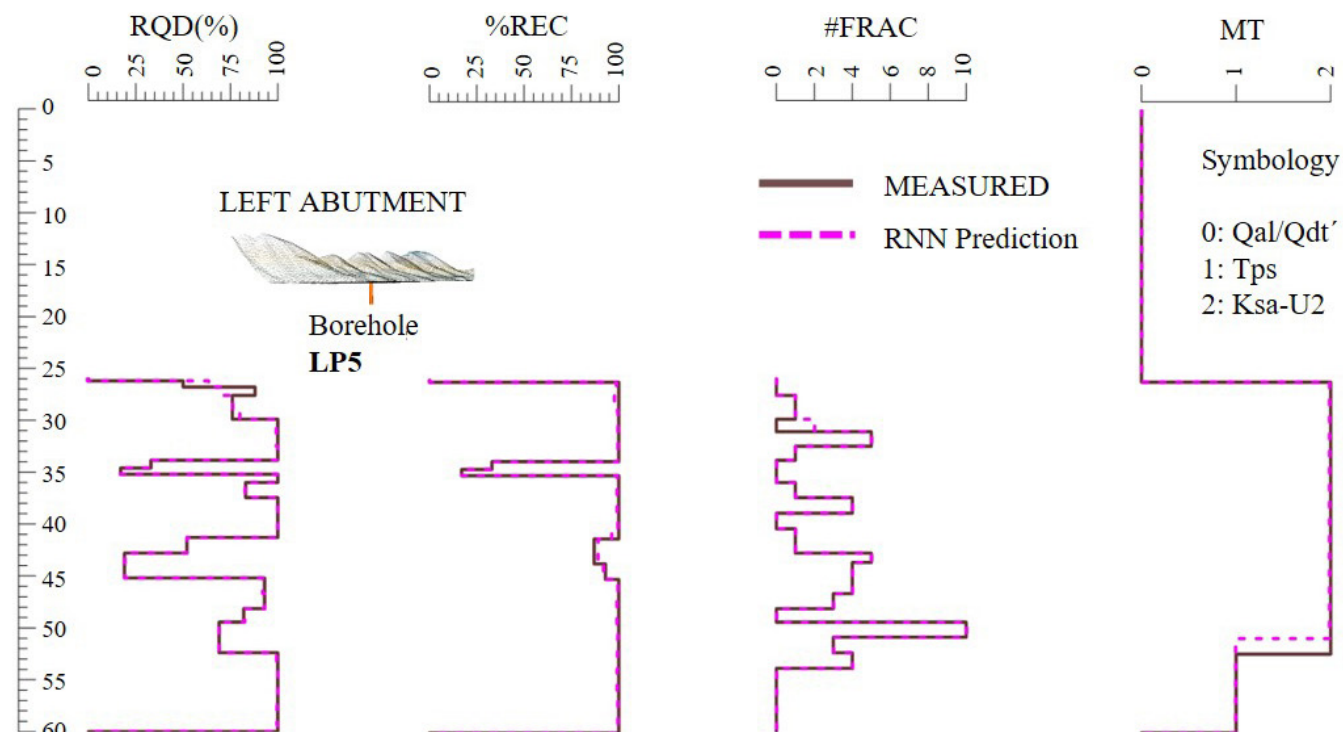 RQD(%) %REC #FRAC MT
0 25 50 75 100 0 25 50 75 100 0 2 4 6 8 10 0 1 2
0
5
10
15
20
25
30
35
40
45
50
55
60
LEFT ABUTMENT
Borehole
LP5
MEASURED
RNN Prediction
Symbology
0: Qal/Qdt´
1: Tps
2: Ksa-U2